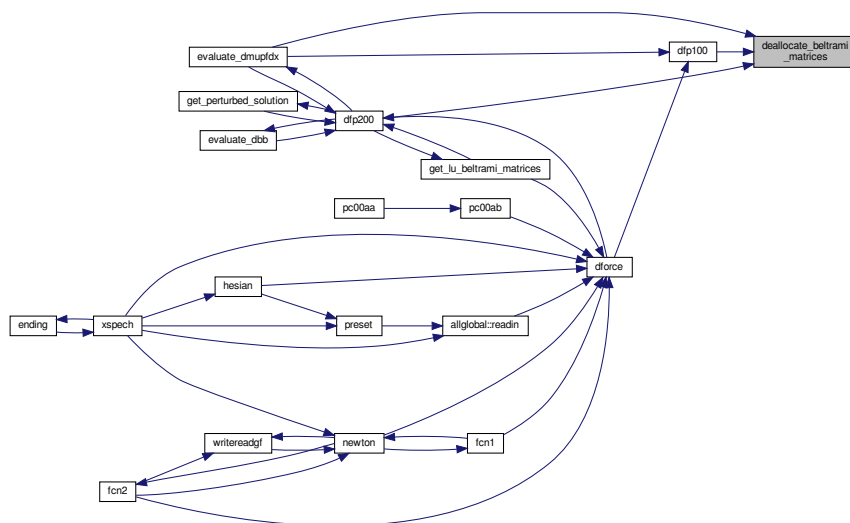 deallocate_beltrami
_matrices
dfp100
evaluate_dmupfdx
get_perturbed_solution
dfp200
evaluate_dbb
get_lu_beltrami_matrices
pc00aa
pc00ab
dforce
hesian
ending
xspech
preset
allglobal::readin
writereadgf
newton
fcn1
fcn2